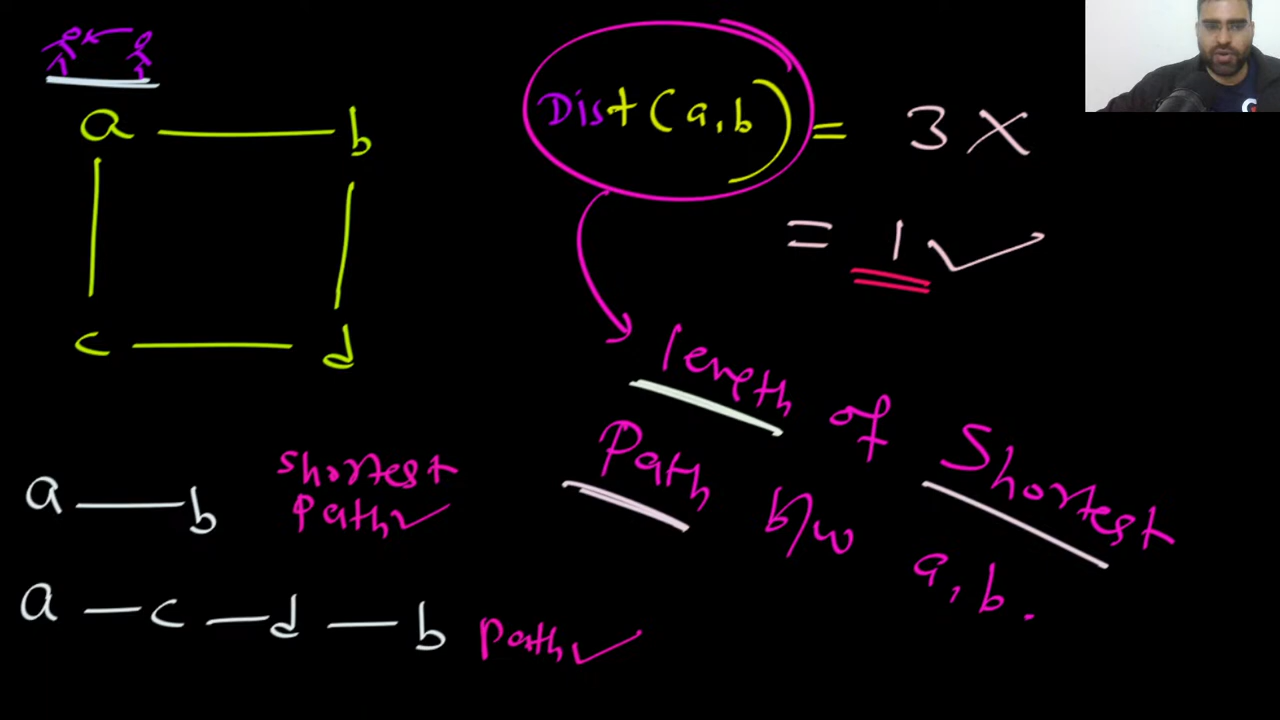 a b
c d
Dist (a, b) = 3 X
= 1 ✓
length of Shortest
Path b/w a, b.
a — b Shortest Path ✓
a — c — d — b Path ✓